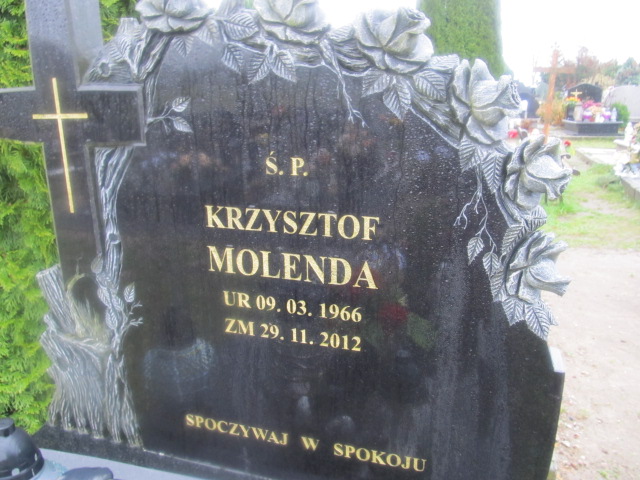 Ś. P.
KRZYSZTOF
MOLENDA
UR 09. 03. 1966
ZM 29. 11. 2012
SPOCZYWAJ W SPOKOJU